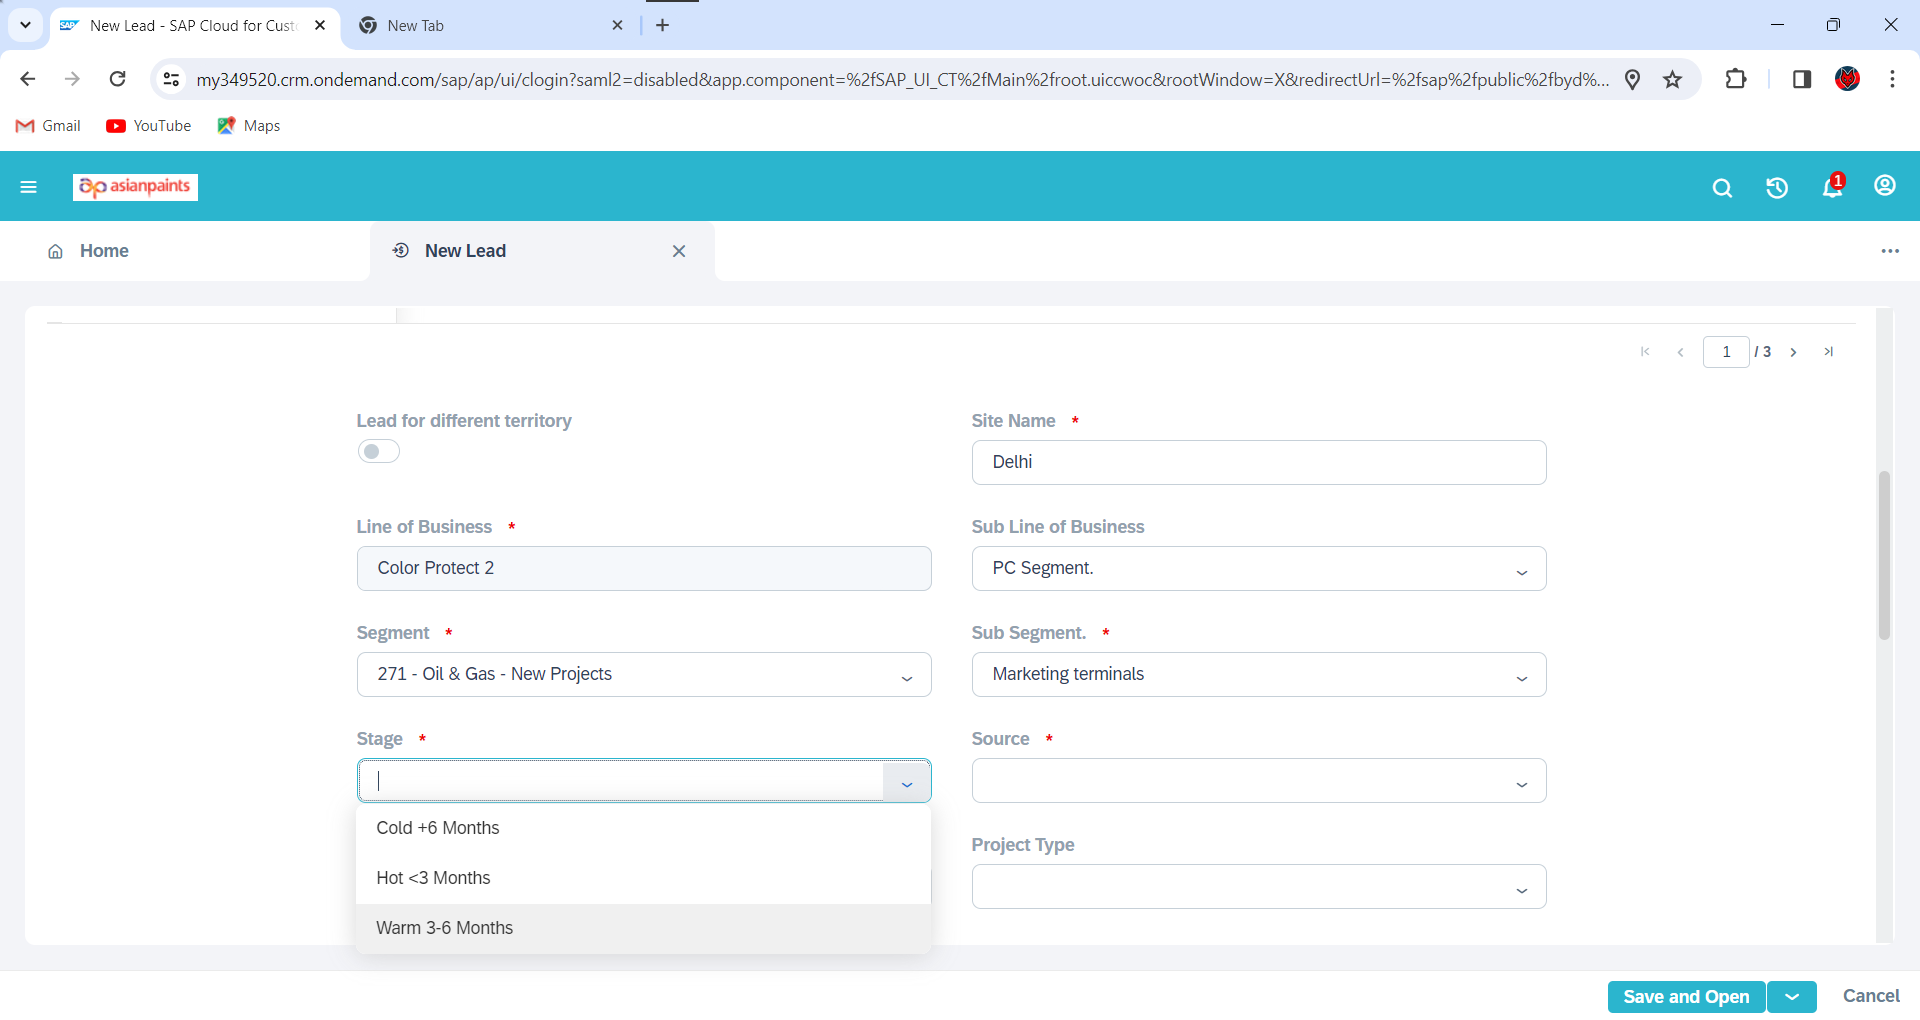 SAP New Lead - SAP Cloud for Cust
New Tab
my349520.crm.ondemand.com/sap/ap/ui/clogin?saml2=disabled&app.component=%2fSAP_UI_CT%2fMain%2froot.uiccwoc&rootWindow=X&redirectUrl=%2fsap%2fpublic%2fbyd%...
Gmail YouTube Maps
asianpaints
1
Home
New Lead
1 / 3
Lead for different territory
Site Name *
Delhi
Line of Business *
Sub Line of Business
Color Protect 2
PC Segment.
Segment *
Sub Segment. *
271 - Oil & Gas - New Projects
Marketing terminals
Stage *
Source *
Cold +6 Months
Project Type
Hot <3 Months
Warm 3-6 Months
Save and Open
Cancel